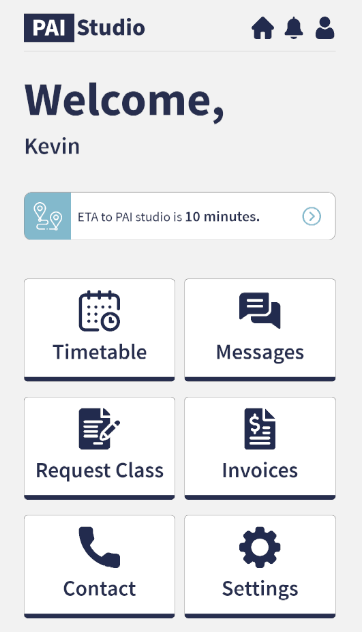 PAI Studio
Welcome,
Kevin
ETA to PAI studio is 10 minutes.
Timetable
Messages
Request Class
Invoices
Contact
Settings